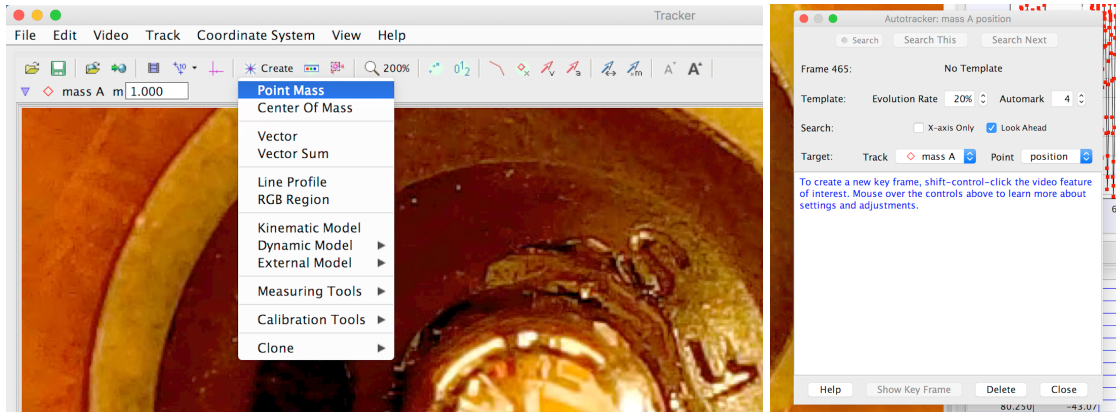 Tracker
File Edit Video Track Coordinate System View Help
Create 200%
mass A m 1.000
Point Mass
Center Of Mass
Vector
Vector Sum
Line Profile
RGB Region
Kinematic Model
Dynamic Model
External Model
Measuring Tools
Calibration Tools
Clone
Autotracker: mass A position
Search Search This Search Next
Frame 465: No Template
Template: Evolution Rate 20% Automark 4
Search: X-axis Only Look Ahead
Target: Track mass A Point position
To create a new key frame, shift-control-click the video feature
of interest. Mouse over the controls above to learn more about
settings and adjustments.
Help Show Key Frame Delete Close
80.250 -43.07